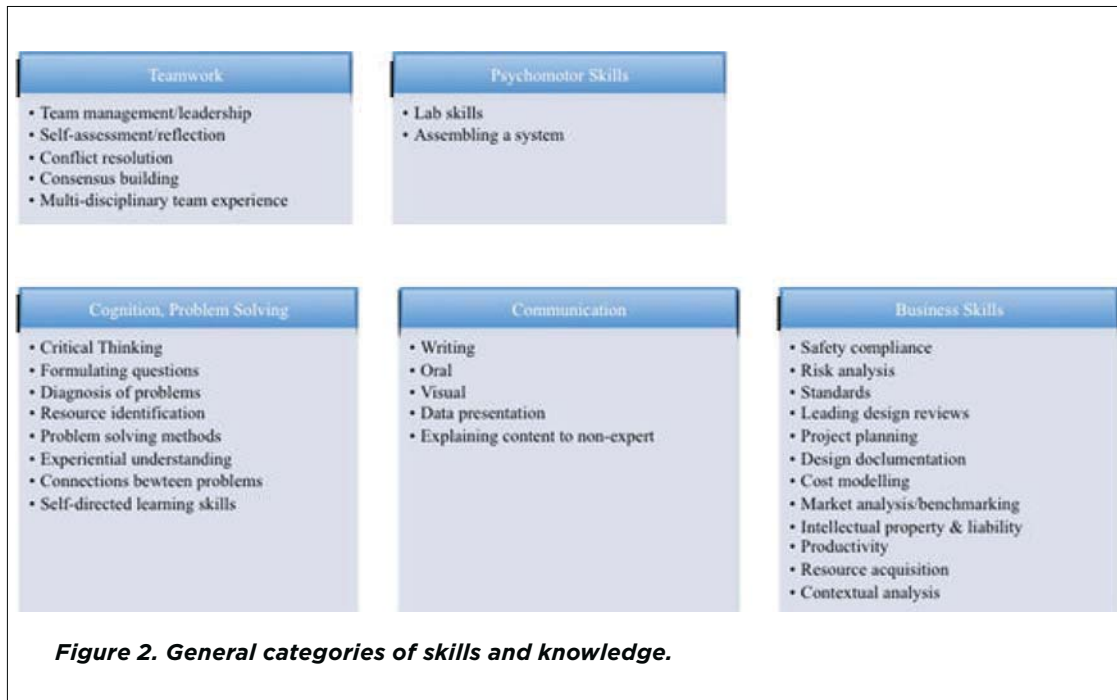 Teamwork
• Team management/leadership
• Self-assessment/reflection
• Conflict resolution
• Consensus building
• Multi-disciplinary team experience
Psychomotor Skills
• Lab skills
• Assembling a system
Cognition, Problem Solving
• Critical Thinking
• Formulating questions
• Diagnosis of problems
• Resource identification
• Problem solving methods
• Experiential understanding
• Connections bewteen problems
• Self-directed learning skills
Communication
• Writing
• Oral
• Visual
• Data presentation
• Explaining content to non-expert
Business Skills
• Safety compliance
• Risk analysis
• Standards
• Leading design reviews
• Project planning
• Design doclumentation
• Cost modelling
• Market analysis/benchmarking
• Intellectual property & liability
• Productivity
• Resource acquisition
• Contextual analysis
Figure 2. General categories of skills and knowledge.